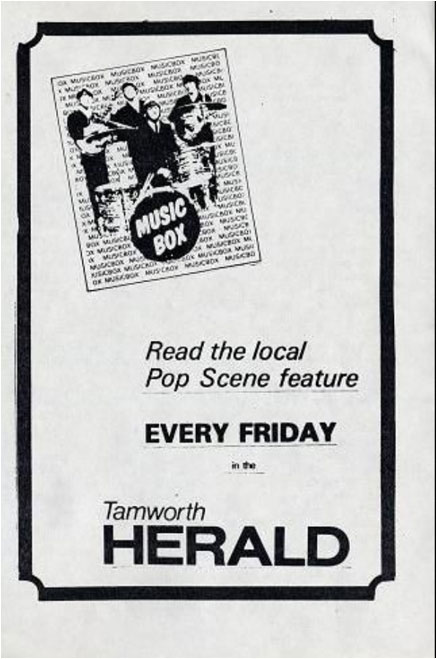 MUSIC
BOX
Read the local
Pop Scene feature
EVERY FRIDAY
in the
Tamworth
HERALD